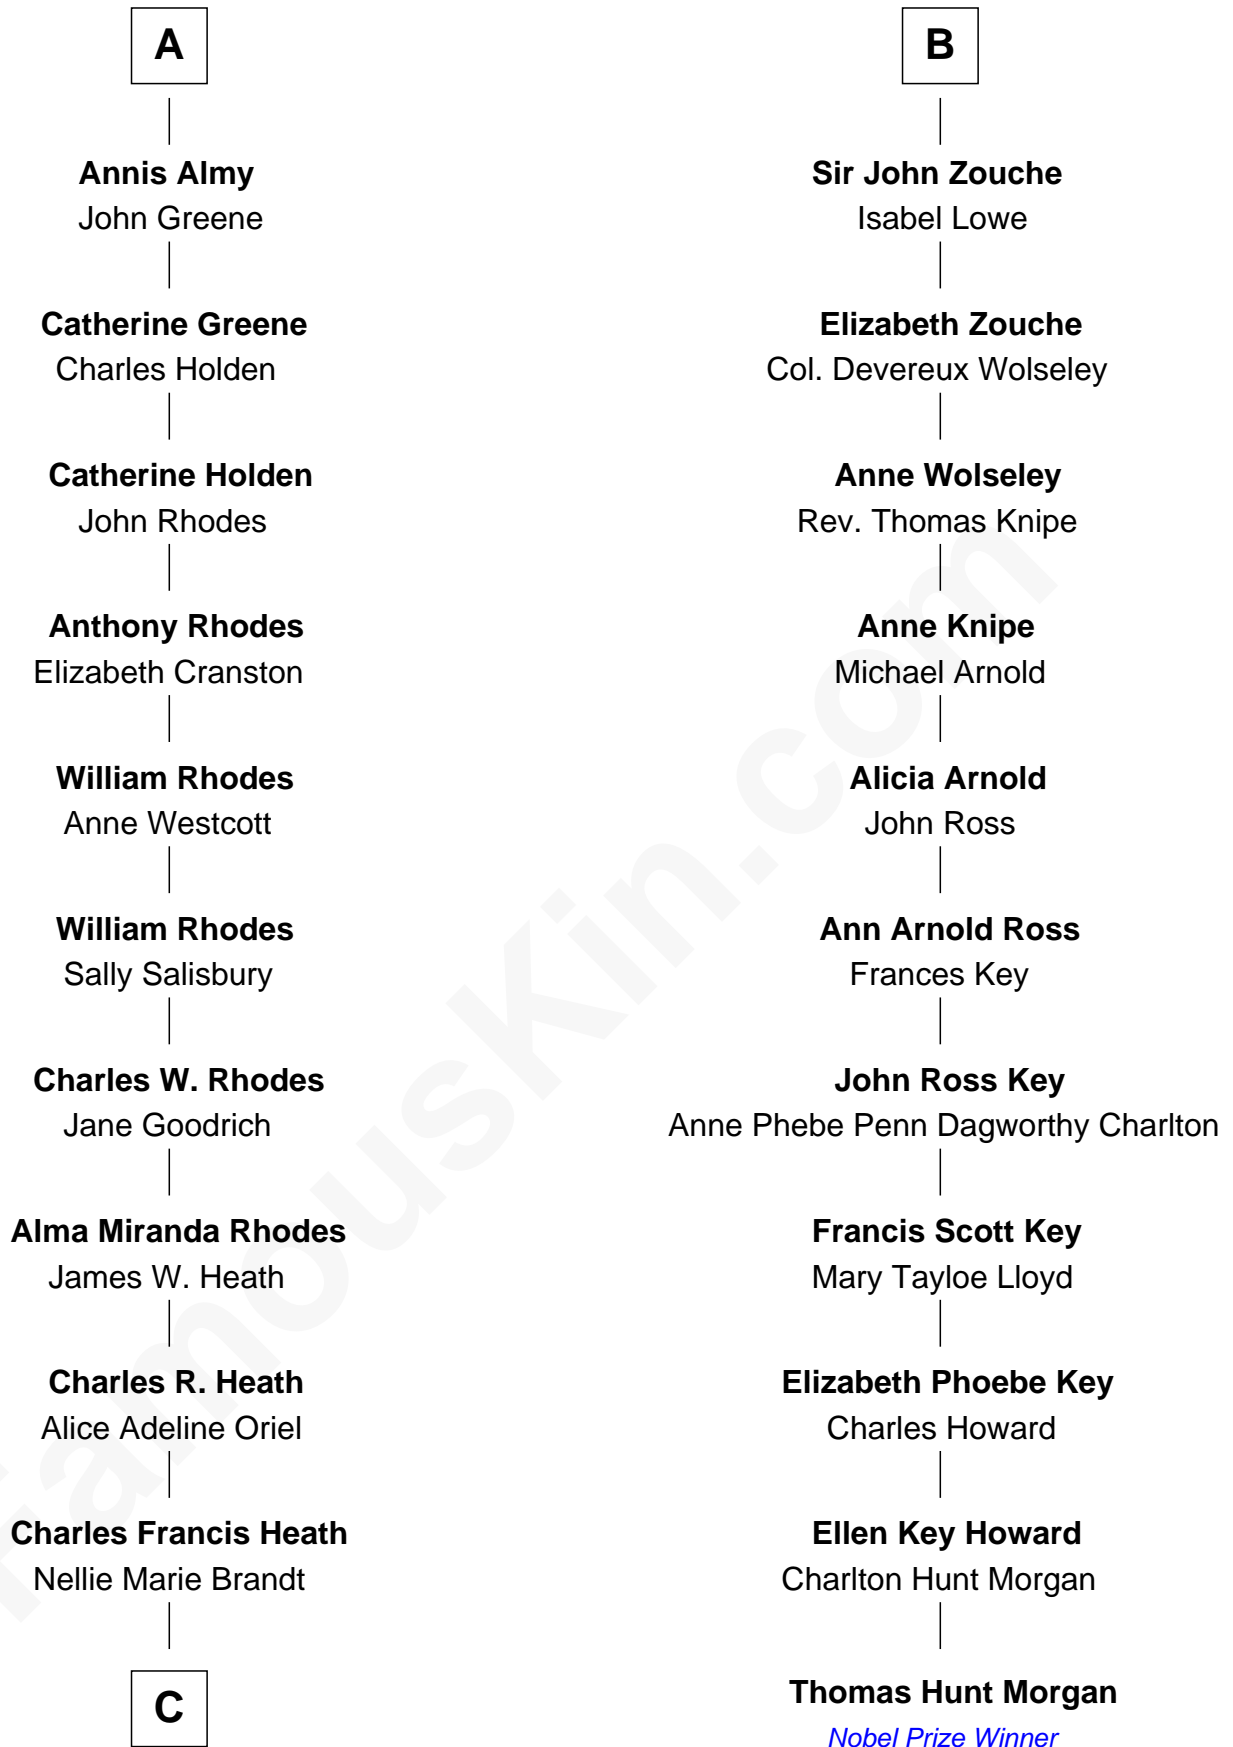 A
Annis Almy
John Greene
Catherine Greene
Charles Holden
Catherine Holden
John Rhodes
Anthony Rhodes
Elizabeth Cranston
William Rhodes
Anne Westcott
William Rhodes
Sally Salisbury
Charles W. Rhodes
Jane Goodrich
Alma Miranda Rhodes
James W. Heath
Charles R. Heath
Alice Adeline Oriel
Charles Francis Heath
Nellie Marie Brandt
C
B
Sir John Zouche
Isabel Lowe
Elizabeth Zouche
Col. Devereux Wolseley
Anne Wolseley
Rev. Thomas Knipe
Anne Knipe
Michael Arnold
Alicia Arnold
John Ross
Ann Arnold Ross
Frances Key
John Ross Key
Anne Phebe Penn Dagworthy Charlton
Francis Scott Key
Mary Tayloe Lloyd
Elizabeth Phoebe Key
Charles Howard
Ellen Key Howard
Charlton Hunt Morgan
Thomas Hunt Morgan
Nobel Prize Winner
FamousKin.com